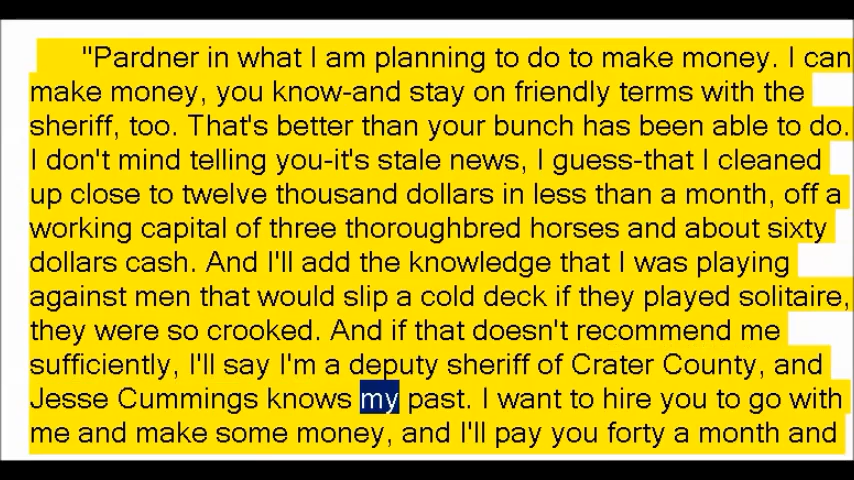 "Pardner in what I am planning to do to make money. I can
make money, you know-and stay on friendly terms with the
sheriff, too. That's better than your bunch has been able to do.
I don't mind telling you-it's stale news, I guess-that I cleaned
up close to twelve thousand dollars in less than a month, off a
working capital of three thoroughbred horses and about sixty
dollars cash. And I'll add the knowledge that I was playing
against men that would slip a cold deck if they played solitaire,
they were so crooked. And if that doesn't recommend me
sufficiently, I'll say I'm a deputy sheriff of Crater County, and
Jesse Cummings knows my past. I want to hire you to go with
me and make some money, and I'll pay you forty a month and